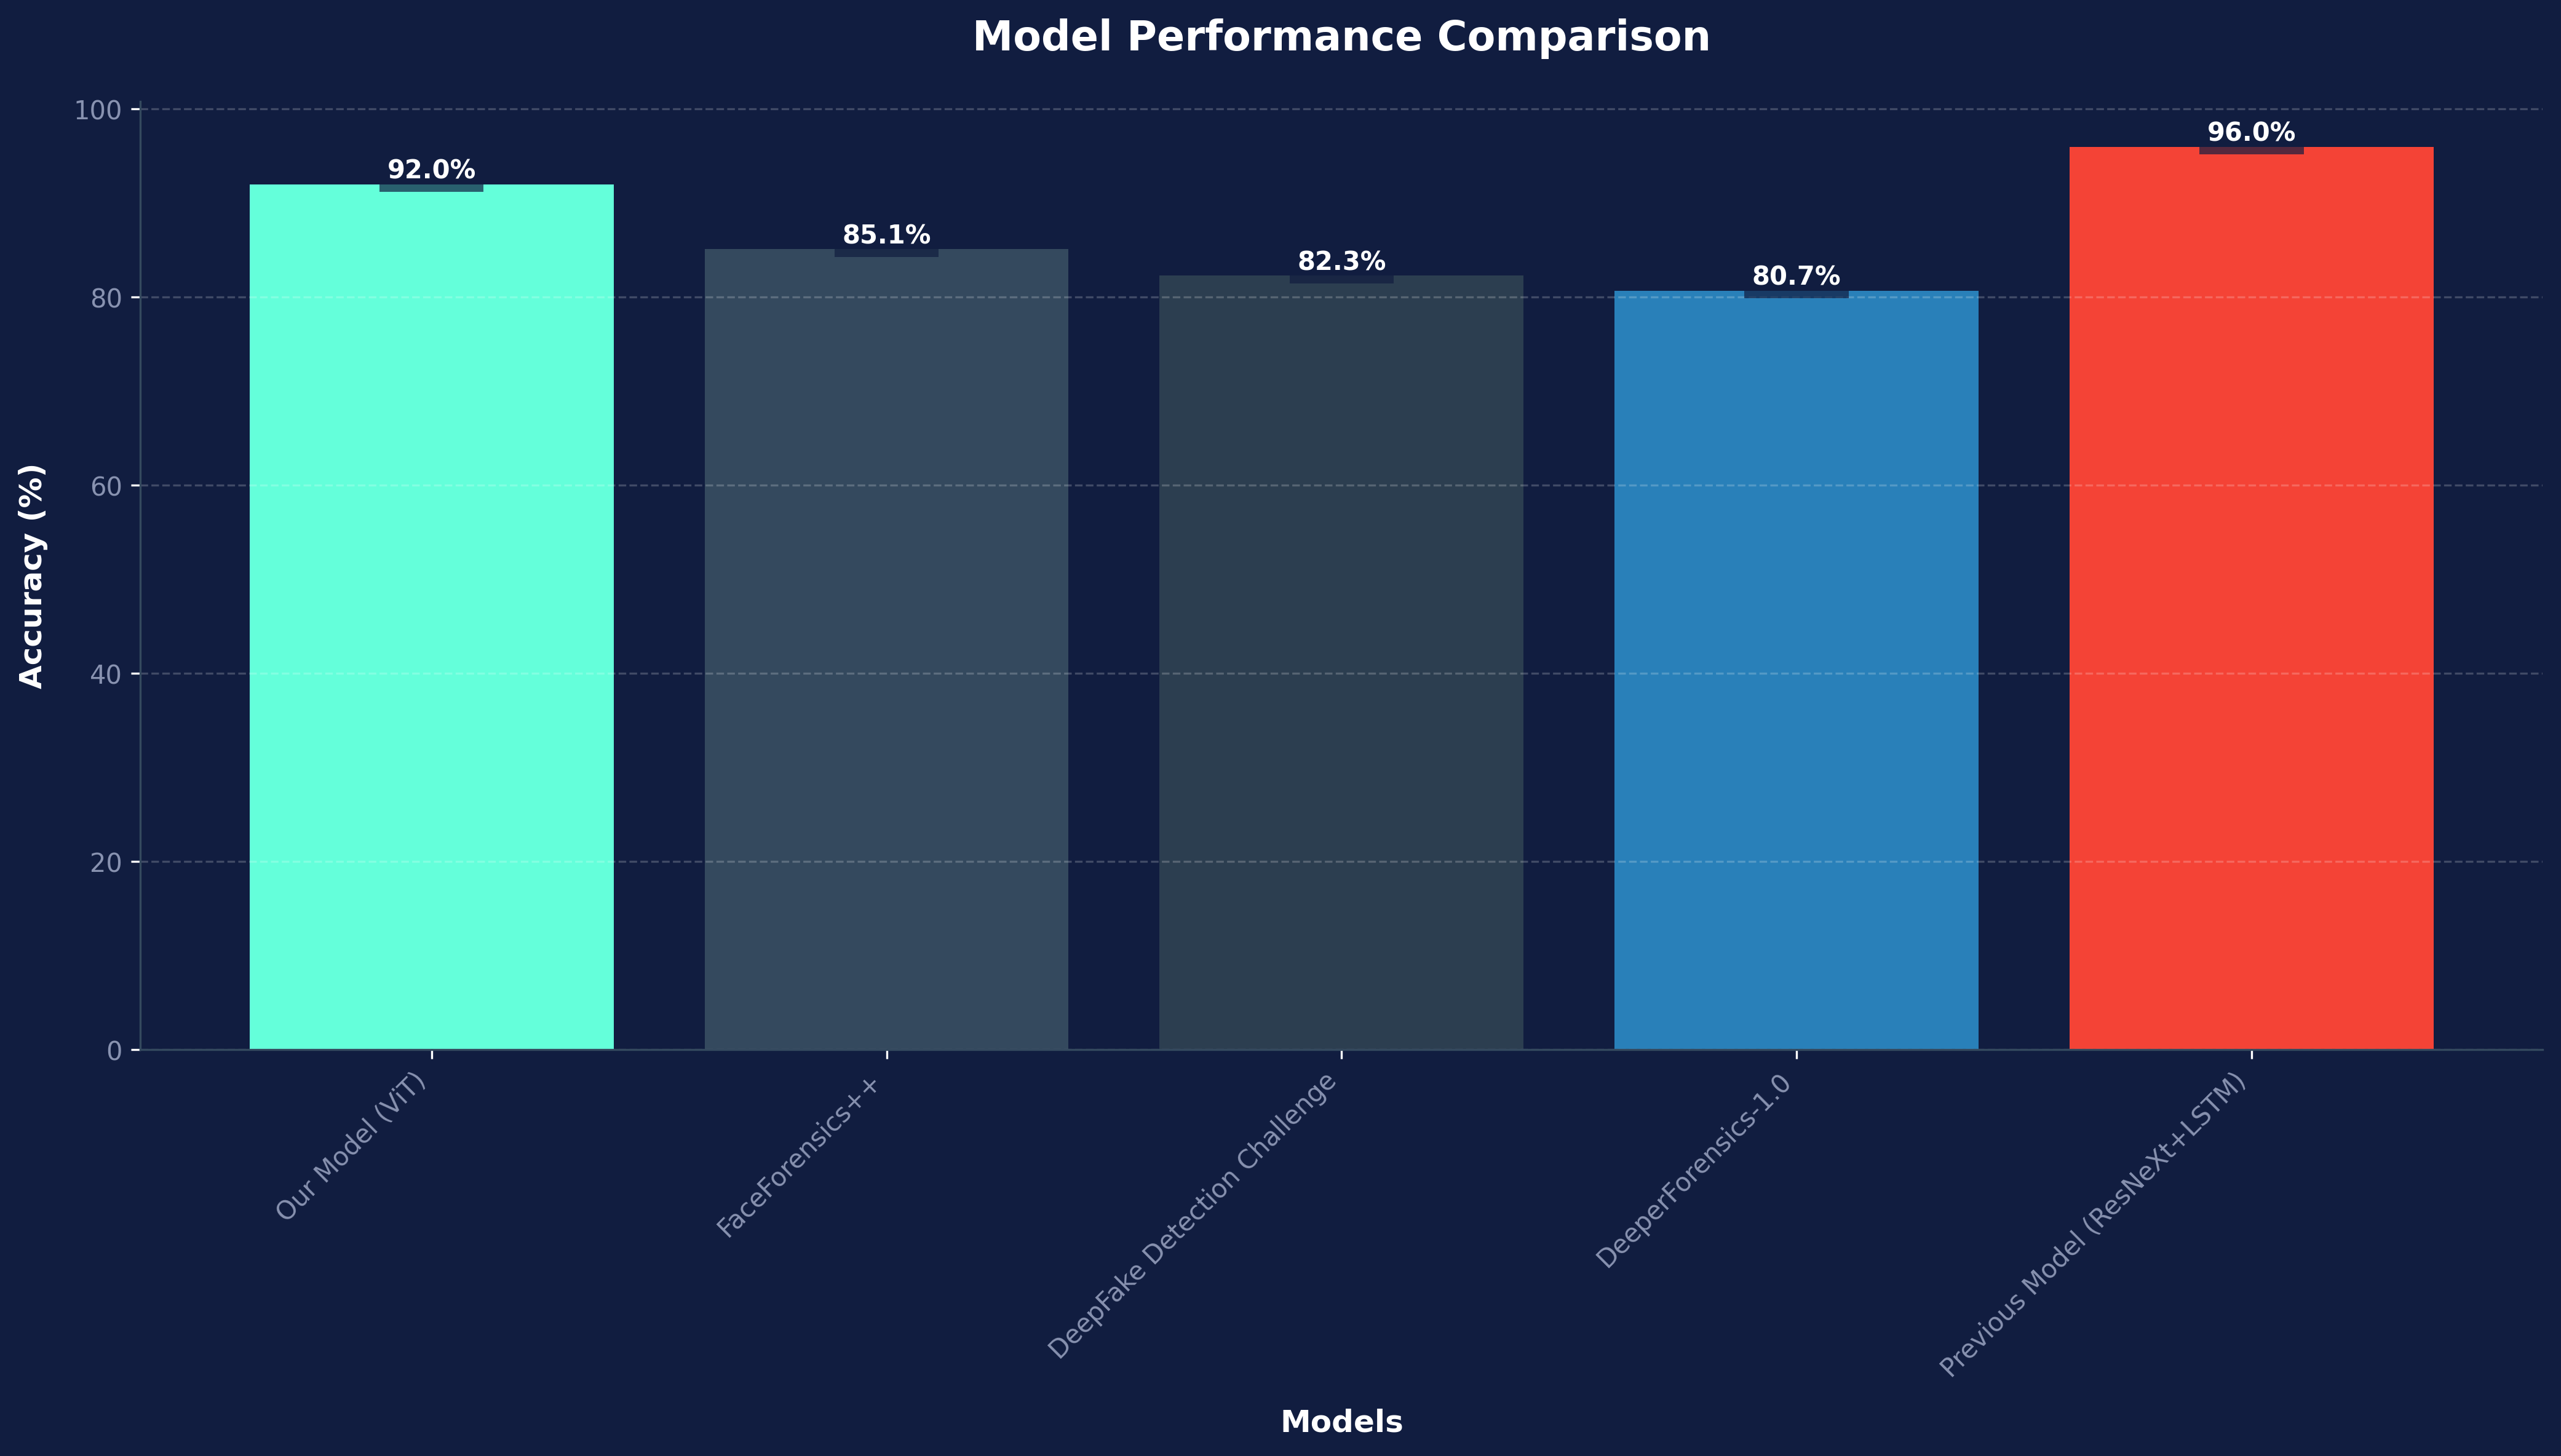 Model Performance Comparison
Accuracy (%)
100
80
60
40
20
0
92.0%
85.1%
82.3%
80.7%
96.0%
Our Model (ViT)
FaceForensics++
DeepFake Detection Challenge
DeeperForensics-1.0
Previous Model (ResNeXt+LSTM)
Models